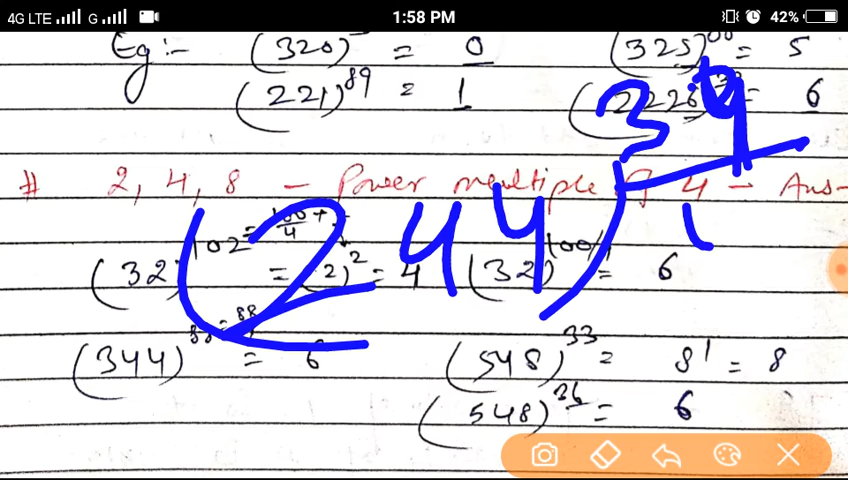 4G LTE G 1:58 PM 42%
Eg:- (320) = 0 (325) = 5
(221)^89 = 1 (2226) = 6
39
# 2, 4, 8 - Power multiple of 4 - Ans-
(244)
(32)^102 = 100/4 + = (2)^2 = 4 (32)^100 = 6
(344)^88 = 6 (548)^33 = 8^1 = 8
(548)^36 = 6